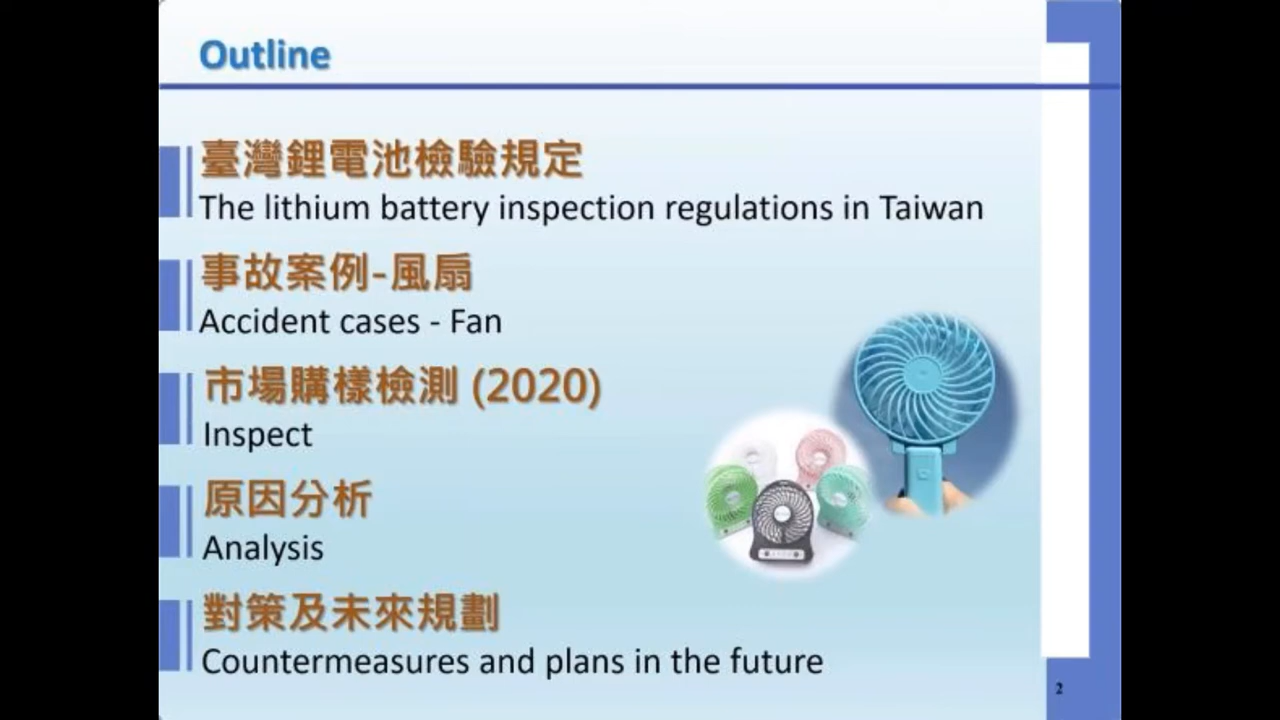 Outline
臺灣鋰電池檢驗規定
The lithium battery inspection regulations in Taiwan
事故案例-風扇
Accident cases - Fan
市場購樣檢測 (2020)
Inspect
原因分析
Analysis
對策及未來規劃
Countermeasures and plans in the future
2